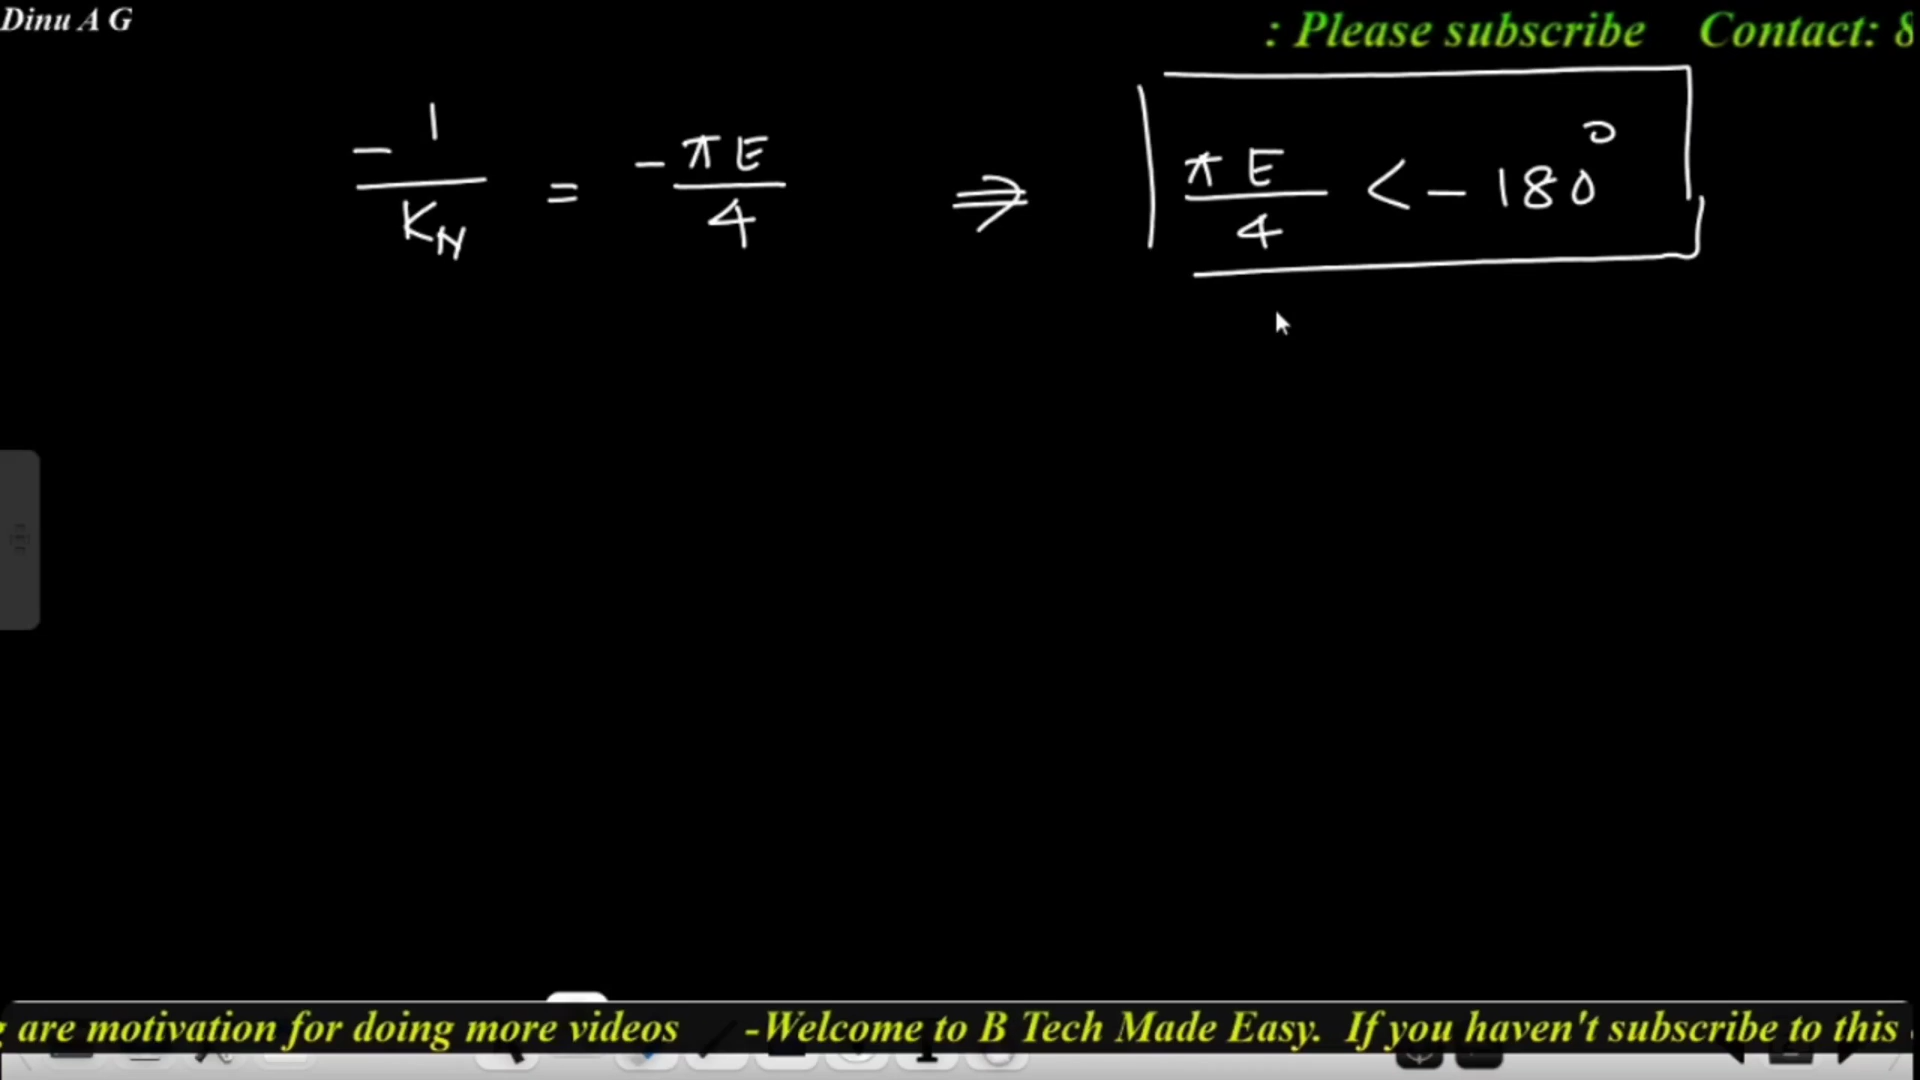 Dinu A G
: Please subscribe Contact: 8
-1/K_N = -πE/4 ⇒ πE/4 < -180°
are motivation for doing more videos -Welcome to B Tech Made Easy. If you haven't subscribe to this